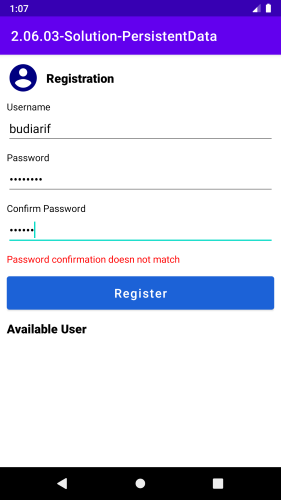 1:07
2.06.03-Solution-PersistentData
Registration
Username
budiarif
Password
••••••••
Confirm Password
••••••
Password confirmation doesn not match
Register
Available User